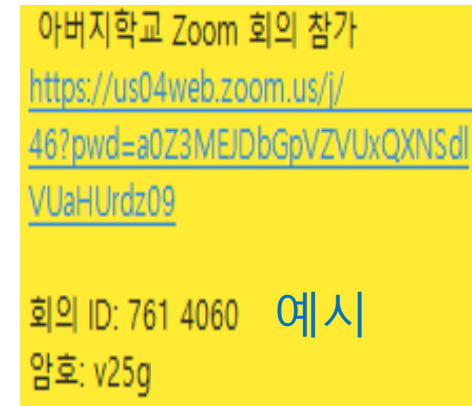 아버지학교 Zoom 회의 참가
https://us04web.zoom.us/j/
46?pwd=a0Z3MEJDbGpVZVUxQXNSdl
VUaHUrdz09
회의 ID: 761 4060 예시
암호: v25g